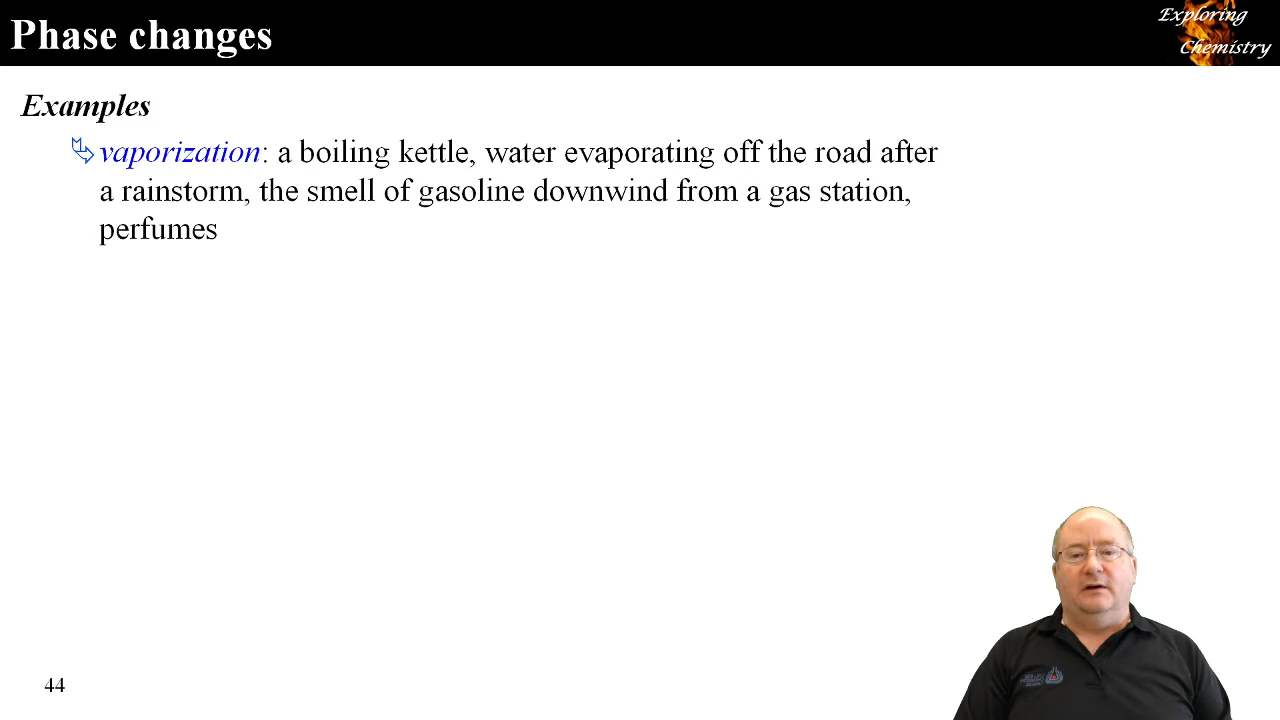 Phase changes
Exploring
Chemistry
Examples
vaporization: a boiling kettle, water evaporating off the road after
a rainstorm, the smell of gasoline downwind from a gas station,
perfumes
44